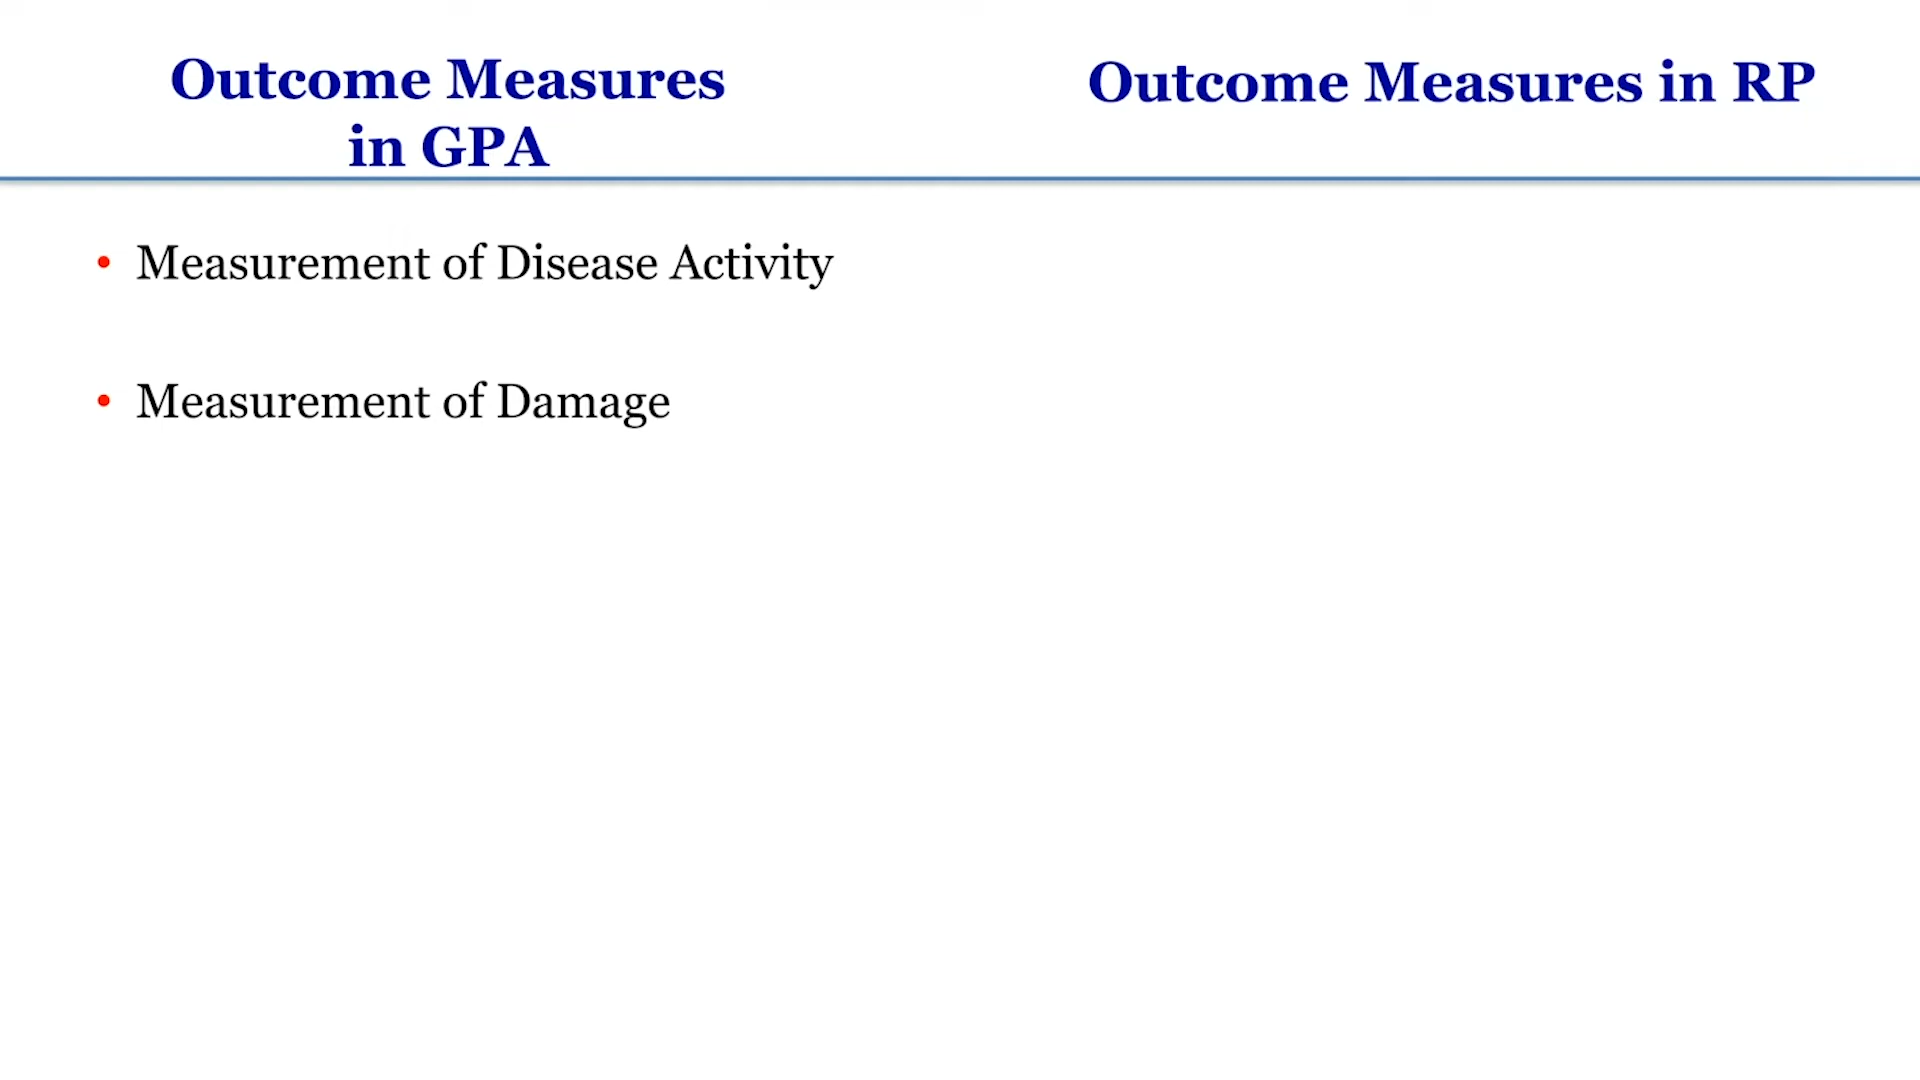 Outcome Measures
in GPA
Outcome Measures in RP
• Measurement of Disease Activity
• Measurement of Damage